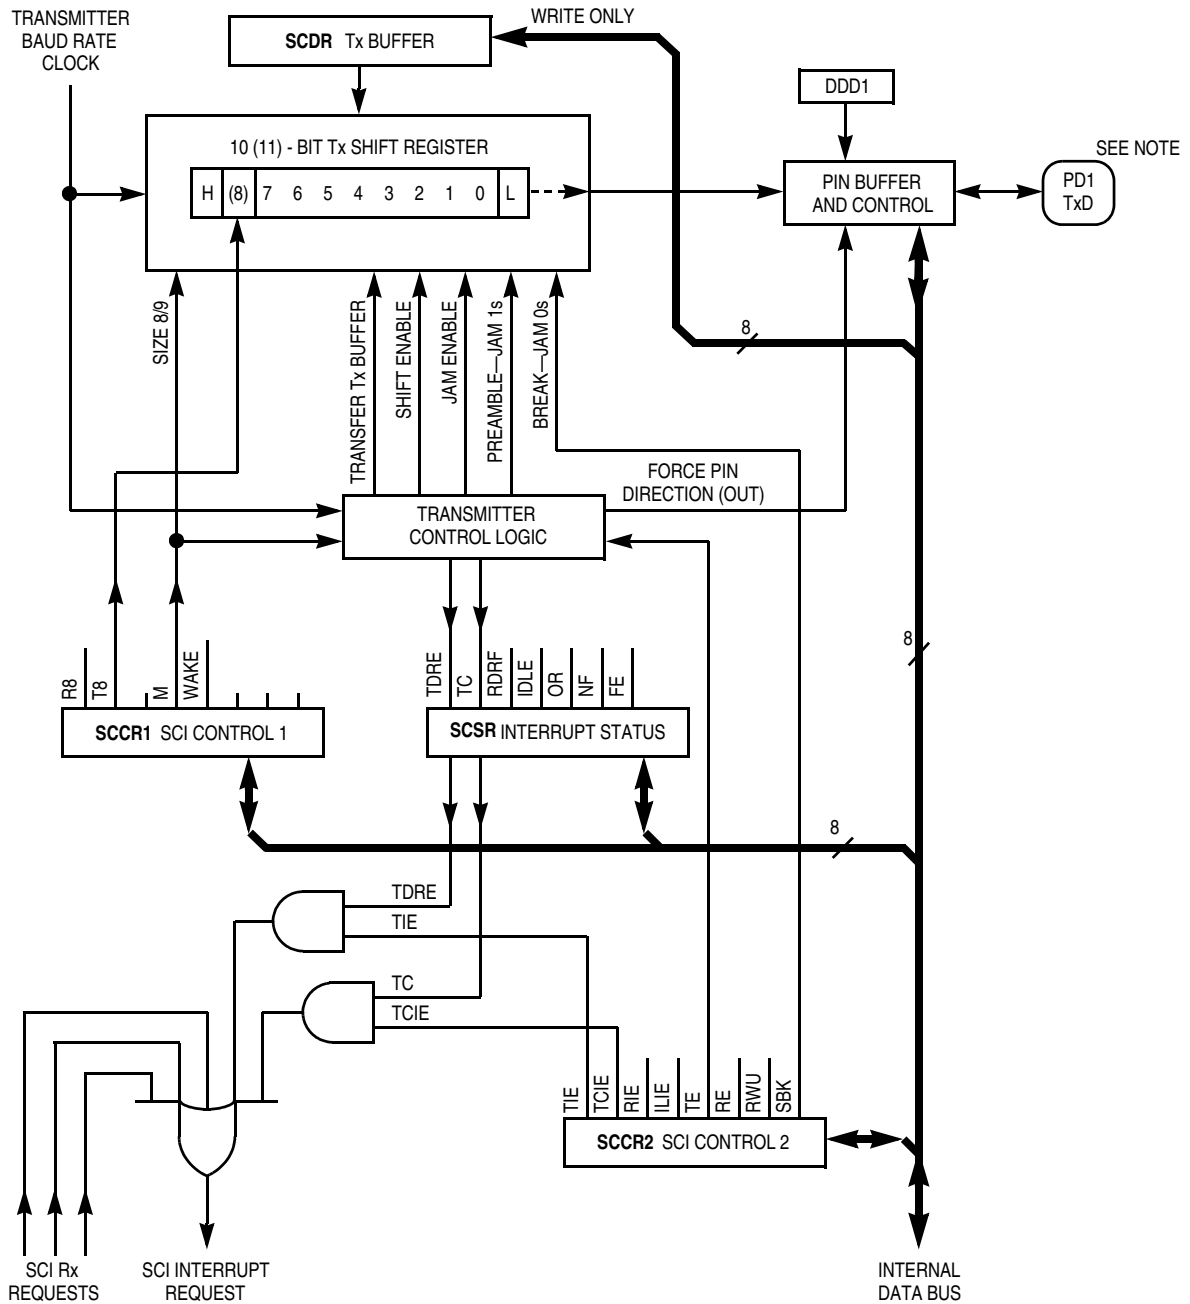 TRANSMITTER
BAUD RATE
CLOCK
SCDR Tx BUFFER
WRITE ONLY
DDD1
10 (11) - BIT Tx SHIFT REGISTER
H (8) 7 6 5 4 3 2 1 0 L
PIN BUFFER
AND CONTROL
SEE NOTE
PD1
TxD
SIZE 8/9
TRANSFER Tx BUFFER
SHIFT ENABLE
JAM ENABLE
PREAMBLE—JAM 1s
BREAK—JAM 0s
8
FORCE PIN
DIRECTION (OUT)
TRANSMITTER
CONTROL LOGIC
8
R8
T8
M
WAKE
SCCR1 SCI CONTROL 1
TDRE
TC
RDRF
IDLE
OR
NF
FE
SCSR INTERRUPT STATUS
8
TDRE
TIE
TC
TCIE
TIE
TCIE
RIE
ILIE
TE
RE
RWU
SBK
SCCR2 SCI CONTROL 2
SCI Rx
REQUESTS
SCI INTERRUPT
REQUEST
INTERNAL
DATA BUS